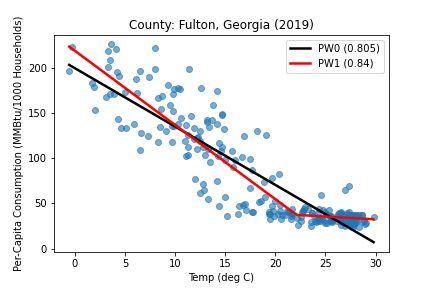 County: Fulton, Georgia (2019)
Per-Capita Consumption (MMBtu/1000 Households)
200
150
100
50
0
PW0 (0.805)
PW1 (0.84)
0 5 10 15 20 25 30
Temp (deg C)